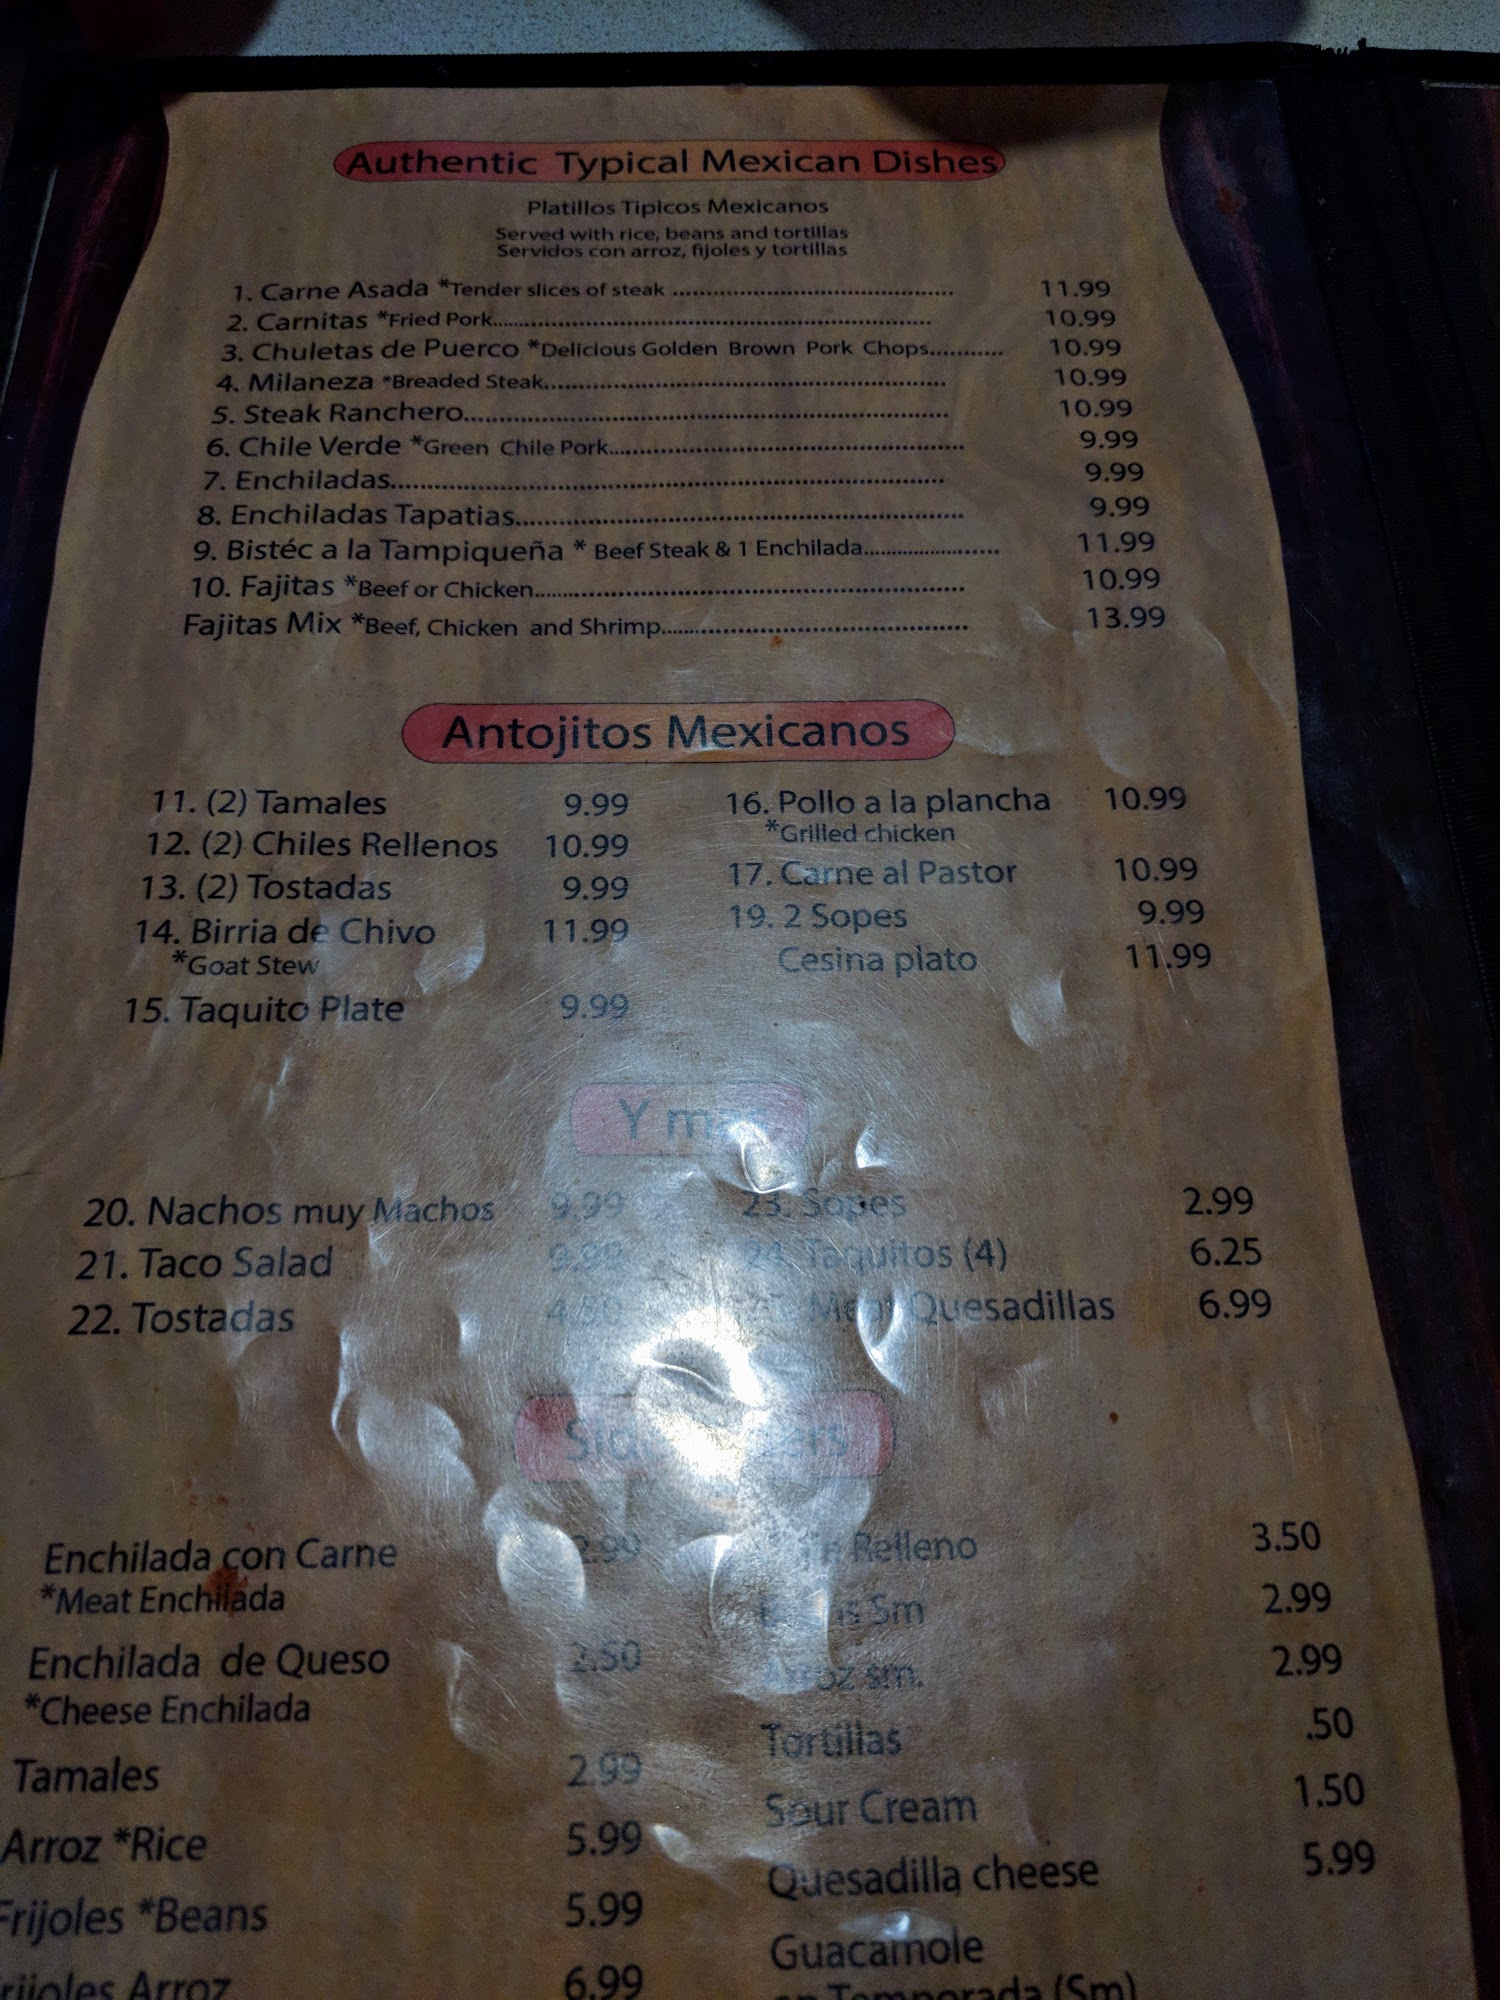 Authentic Typical Mexican Dishes
Platillos Tipicos Mexicanos
Served with rice, beans and tortillas
Servidos con arroz, fijoles y tortillas
1. Carne Asada *Tender slices of steak 11.99
2. Carnitas *Fried Pork 10.99
3. Chuletas de Puerco *Delicious Golden Brown Pork Chops 10.99
4. Milaneza *Breaded Steak 10.99
5. Steak Ranchero 10.99
6. Chile Verde *Green Chile Pork 9.99
7. Enchiladas 9.99
8. Enchiladas Tapatias 9.99
9. Bistéc a la Tampiqueña * Beef Steak & 1 Enchilada 11.99
10. Fajitas *Beef or Chicken 10.99
Fajitas Mix *Beef, Chicken and Shrimp 13.99
Antojitos Mexicanos
11. (2) Tamales 9.99
12. (2) Chiles Rellenos 10.99
13. (2) Tostadas 9.99
14. Birria de Chivo 11.99
*Goat Stew
15. Taquito Plate 9.99
16. Pollo a la plancha 10.99
*Grilled chicken
17. Carne al Pastor 10.99
19. 2 Sopes 9.99
Cesina plato 11.99
Y
20. Nachos muy Machos 9.99
21. Taco Salad 9.99
22. Tostadas
23. Sopes 2.99
24. Taquitos (4) 6.25
Quesadillas 6.99
Enchilada con Carne 2.99
*Meat Enchilada
Enchilada de Queso 2.50
*Cheese Enchilada
Tamales 2.99
Arroz *Rice 5.99
Frijoles *Beans 5.99
Arroz 6.99
Relleno 3.50
Sm 2.99
Arroz sm. 2.99
Tortillas .50
Sour Cream 1.50
Quesadilla cheese 5.99
Guacamole
en Temporada (Sm)